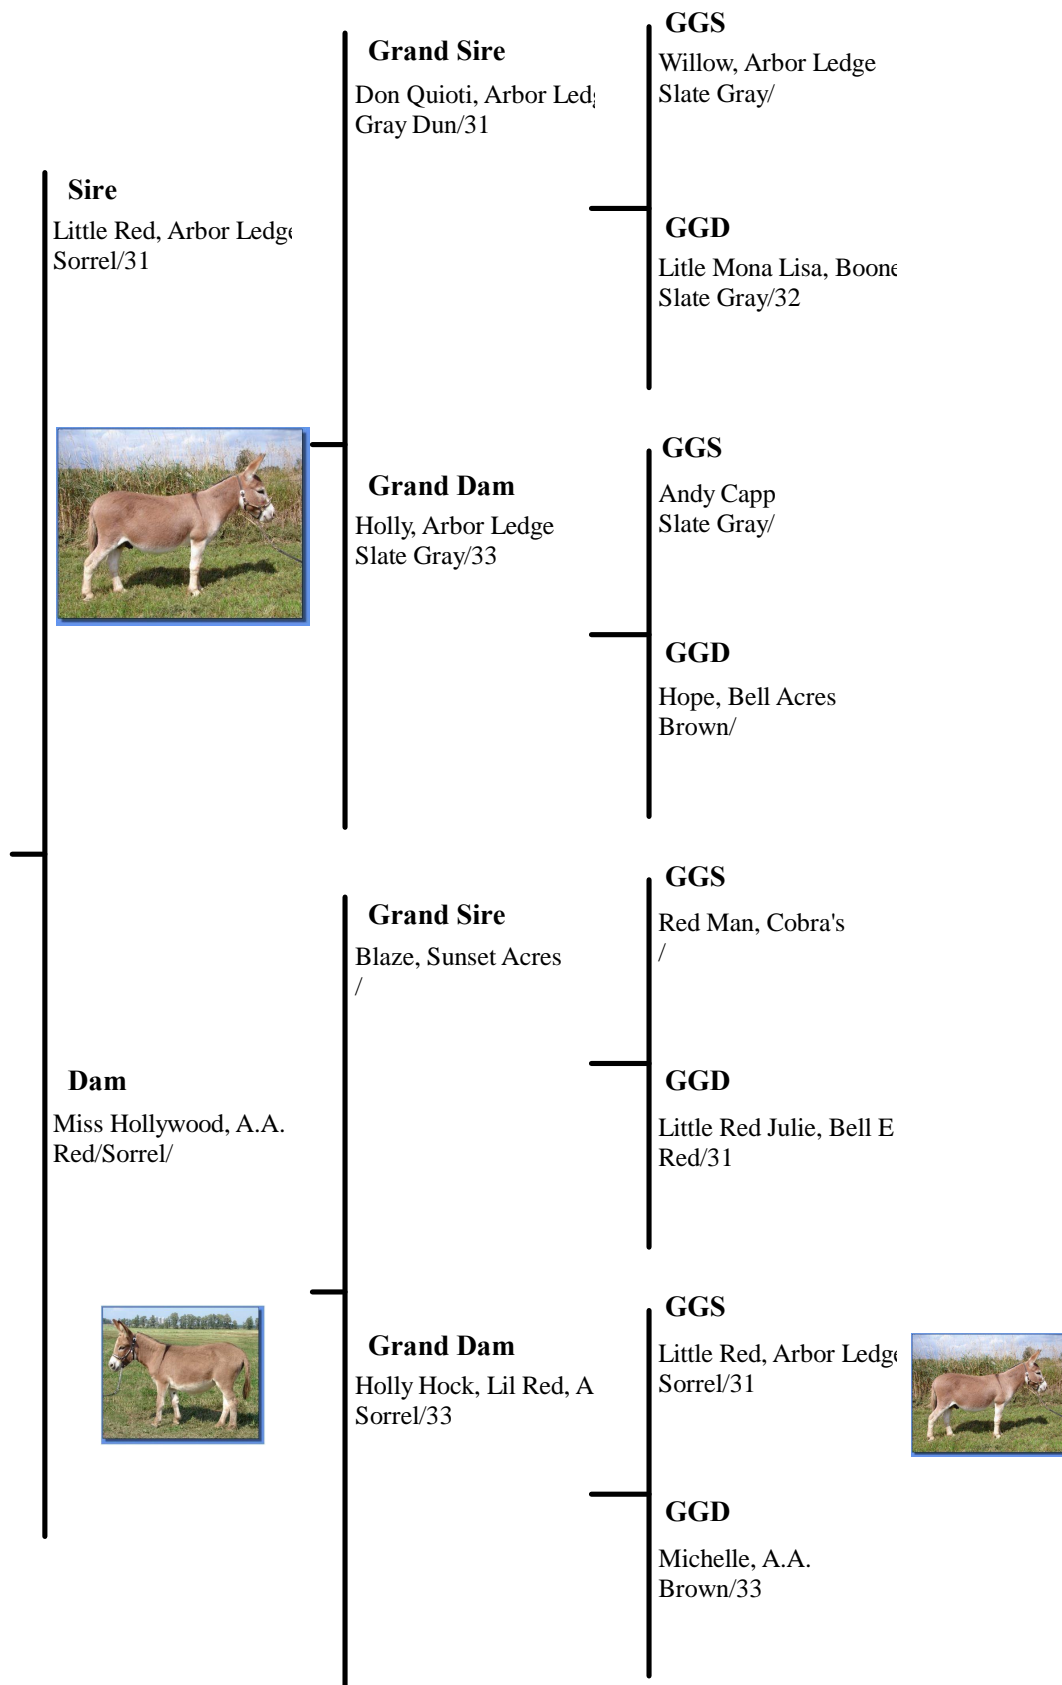 GGS
Willow, Arbor Ledge
Slate Gray/
Grand Sire
Don Quioti, Arbor Ledg
Gray Dun/31
GGD
Litle Mona Lisa, Boone
Slate Gray/32
Sire
Little Red, Arbor Ledge
Sorrel/31
GGS
Andy Capp
Slate Gray/
Grand Dam
Holly, Arbor Ledge
Slate Gray/33
GGD
Hope, Bell Acres
Brown/
GGS
Red Man, Cobra's
/
Grand Sire
Blaze, Sunset Acres
/
GGD
Little Red Julie, Bell E
Red/31
Dam
Miss Hollywood, A.A.
Red/Sorrel/
GGS
Little Red, Arbor Ledge
Sorrel/31
Grand Dam
Holly Hock, Lil Red, A
Sorrel/33
GGD
Michelle, A.A.
Brown/33